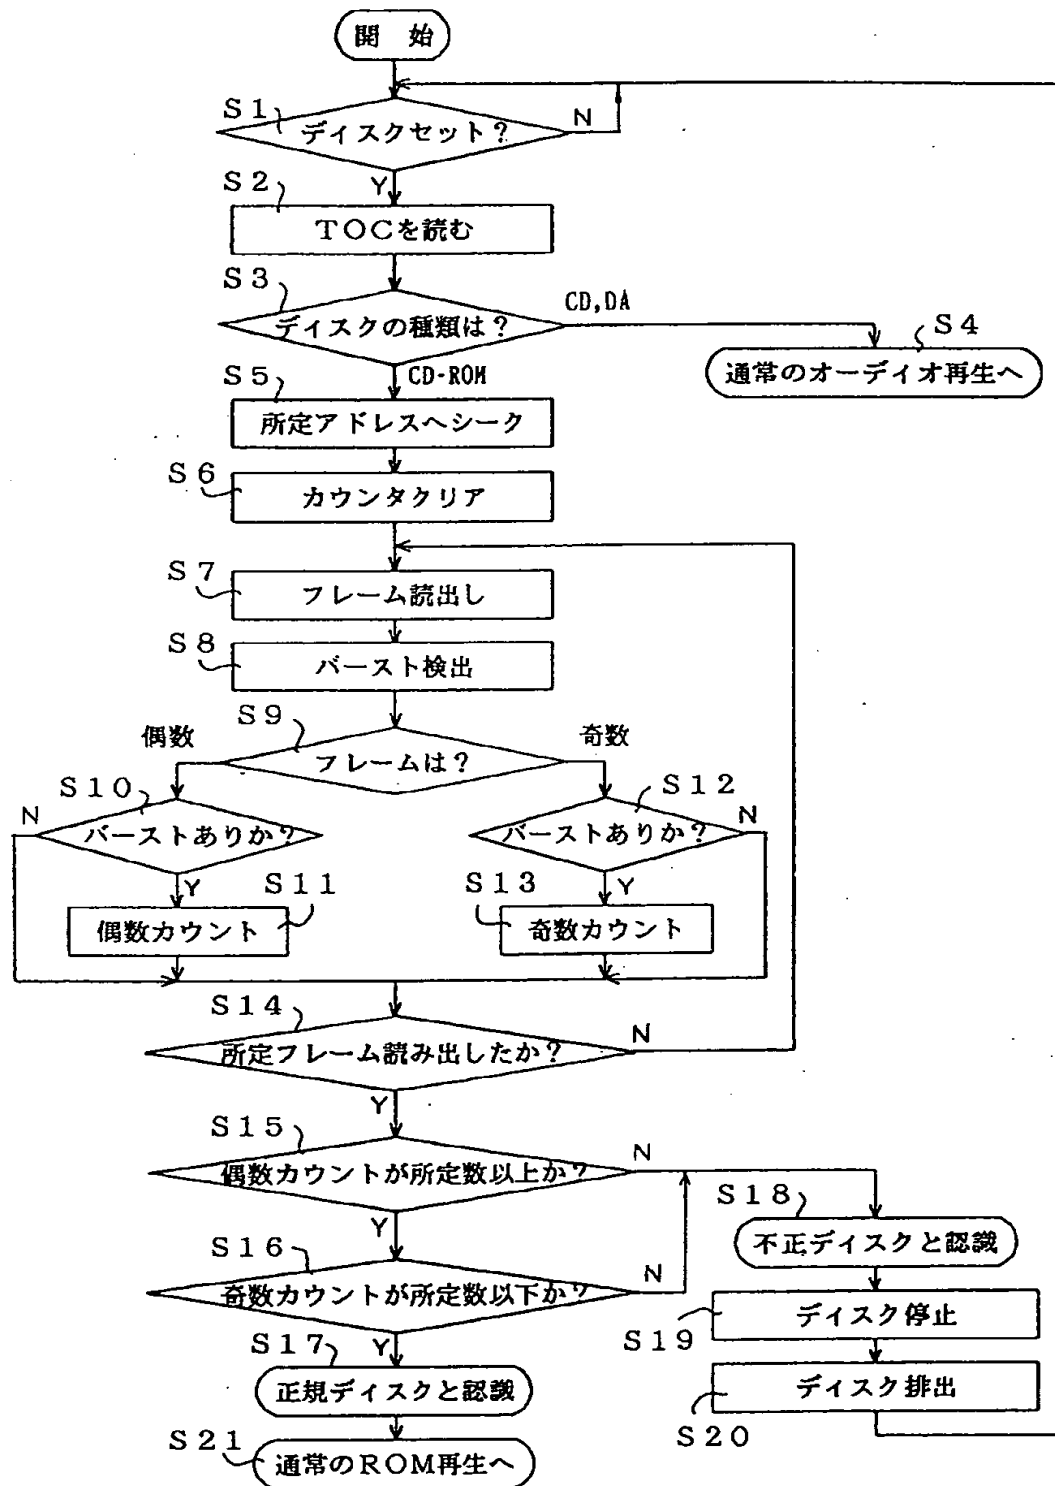 開 始
S1
ディスクセット?
N
Y
S2
TOCを読む
S3
ディスクの種類は?
CD,DA
S4
通常のオーディオ再生へ
CD-ROM
S5
所定アドレスへシーク
S6
カウンタクリア
S7
フレーム読出し
S8
バースト検出
S9
偶数
フレームは?
奇数
S10
S12
N
バーストありか?
バーストありか?
N
Y
S11
S13
Y
偶数カウント
奇数カウント
S14
所定フレーム読み出したか?
N
Y
S15
偶数カウントが所定数以上か?
N
Y
S18
不正ディスクと認識
S16
奇数カウントが所定数以下か?
N
Y
S19
ディスク停止
S17
正規ディスクと認識
S20
ディスク排出
S21
通常のROM再生へ